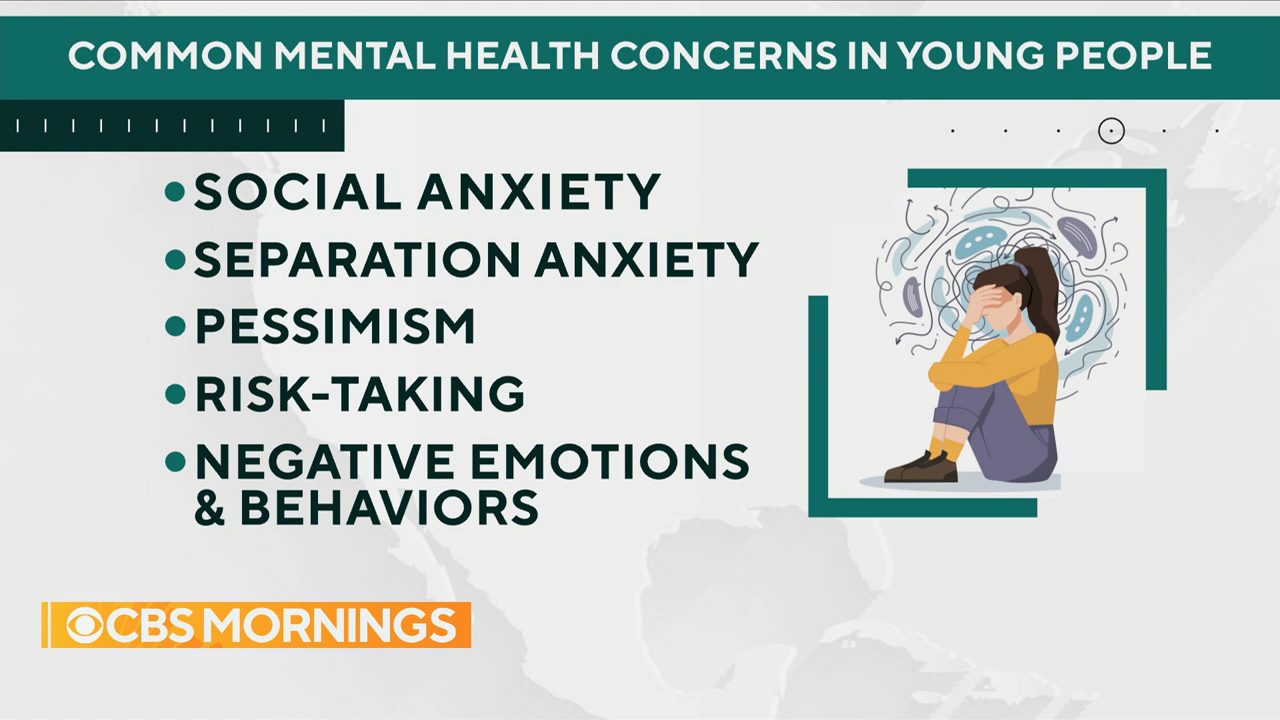 COMMON MENTAL HEALTH CONCERNS IN YOUNG PEOPLE
•SOCIAL ANXIETY
•SEPARATION ANXIETY
•PESSIMISM
•RISK-TAKING
•NEGATIVE EMOTIONS
& BEHAVIORS
CBS MORNINGS